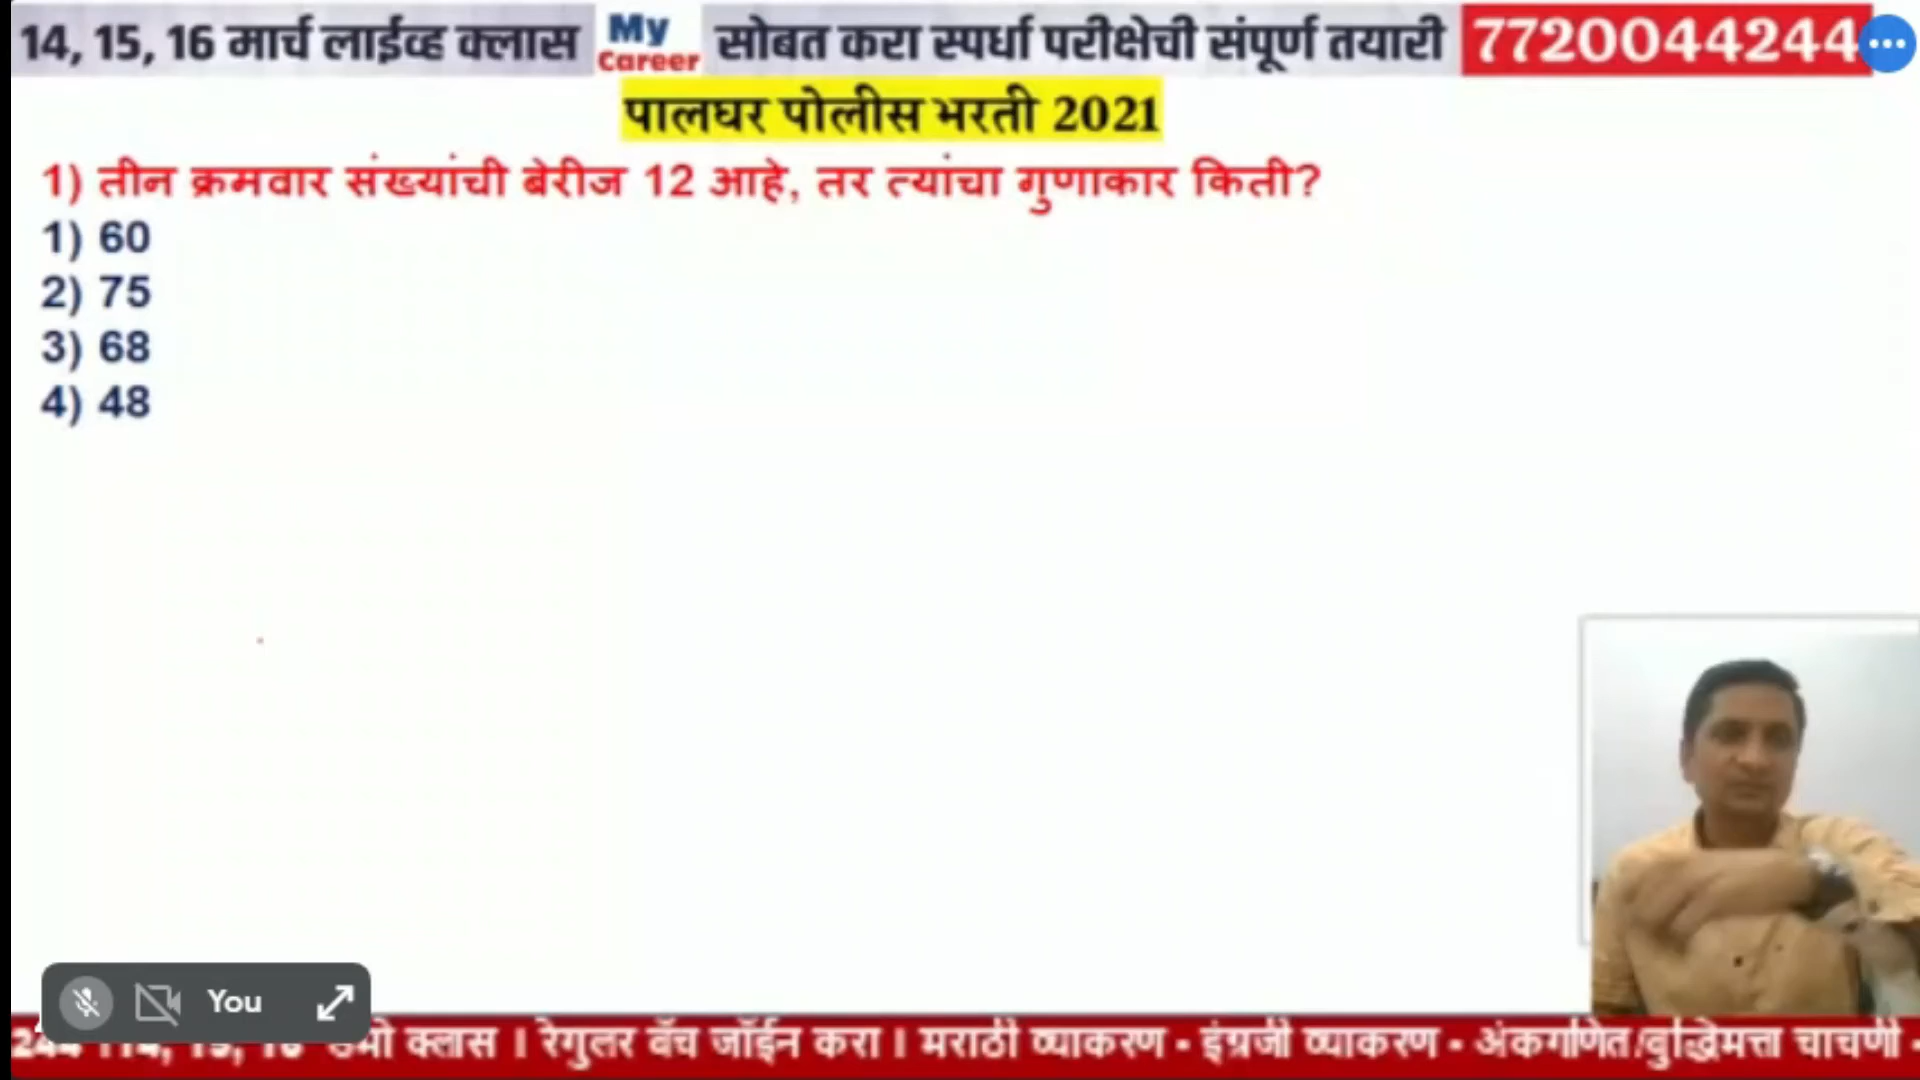 14, 15, 16 मार्च लाईव्ह क्लास My Career सोबत करा स्पर्धा परीक्षेची संपूर्ण तयारी 7720044244
पालघर पोलीस भरती 2021
1) तीन क्रमवार संख्यांची बेरीज 12 आहे, तर त्यांचा गुणाकार किती?
1) 60
2) 75
3) 68
4) 48
You
क्लास । रेगुलर बॅच जॉईन करा । मराठी व्याकरण - इंग्रजी व्याकरण - अंकगणित/बुद्धिमत्ता चाचणी -